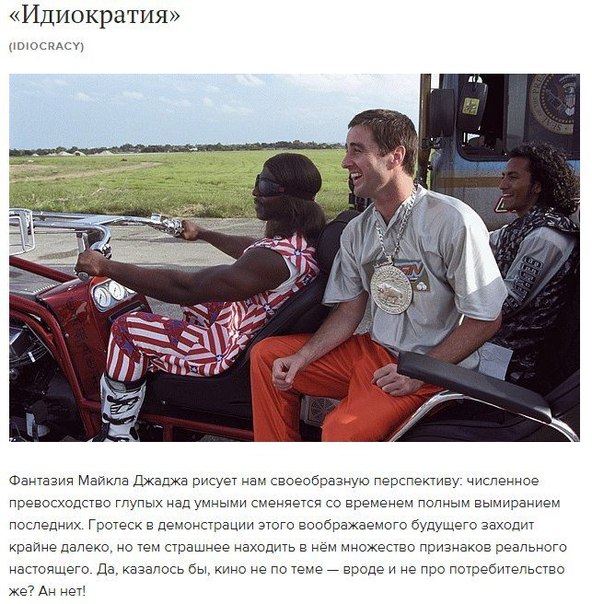 «Идиократия»
(IDIOCRACY)
Фантазия Майкла Джаджа рисует нам своеобразную перспективу: численное
превосходство глупых над умными сменяется со временем полным вымиранием
последних. Гротеск в демонстрации этого воображаемого будущего заходит
крайне далеко, но тем страшнее находить в нём множество признаков реального
настоящего. Да, казалось бы, кино не по теме — вроде и не про потребительство
же? Ан нет!